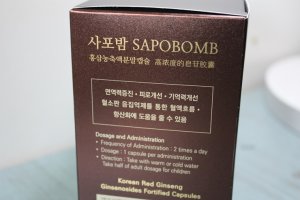 사포밤 SAPOBOMB
홍삼농축액분말캡슐 高浓度的皂苷胶囊
면역력증진 · 피로개선 · 기억력개선
혈소판 응집억제를 통한 혈액흐름 ·
항산화에 도움을 줄 수 있음
Dosage and Administration
• Frequency of Administration : 2 times a day
• Dosage : 1 capsule per administration
• Direction : Take with warm or cold water
Take half of adult dosage for children
Korean Red Ginseng
Ginsenosides Fortified Capsules